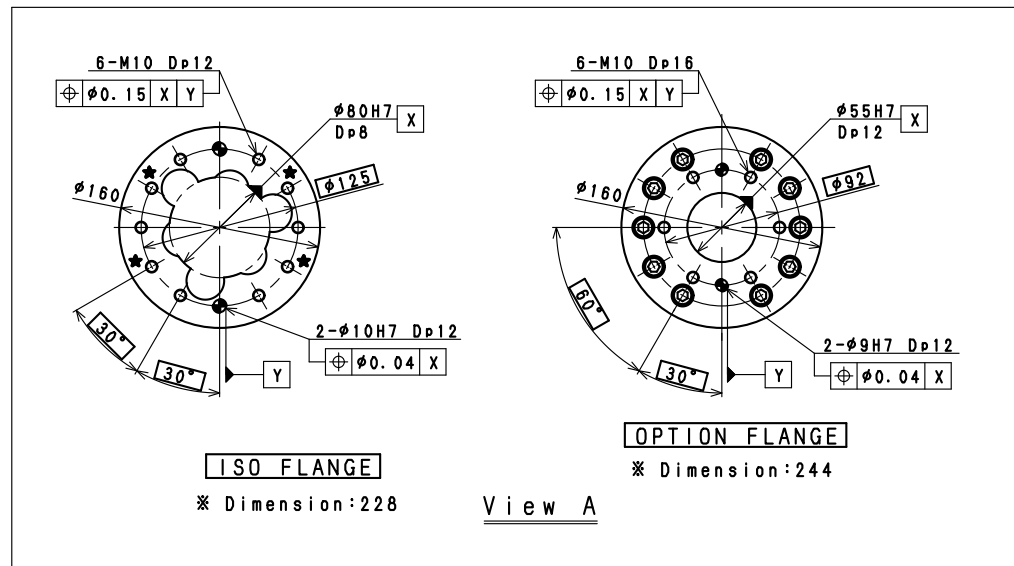 6-M10 Dp12
⌖ φ0.15 X Y
φ80H7 X
Dp8
φ125
φ160
30°
30°
2-φ10H7 Dp12
⌖ φ0.04 X
Y
ISO FLANGE
※ Dimension:228
6-M10 Dp16
⌖ φ0.15 X Y
φ55H7 X
Dp12
φ92
φ160
60°
30°
2-φ9H7 Dp12
⌖ φ0.04 X
Y
OPTION FLANGE
※ Dimension:244
View A